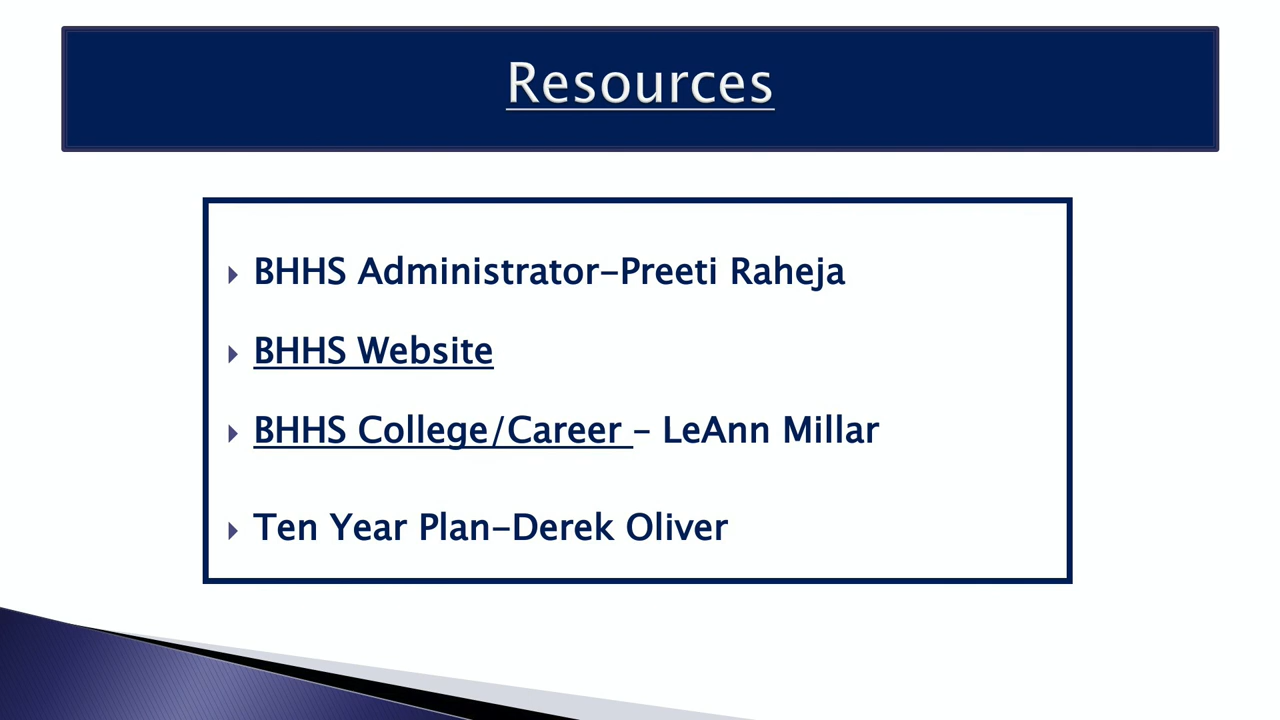 Resources
BHHS Administrator-Preeti Raheja
BHHS Website
BHHS College/Career - LeAnn Millar
Ten Year Plan-Derek Oliver